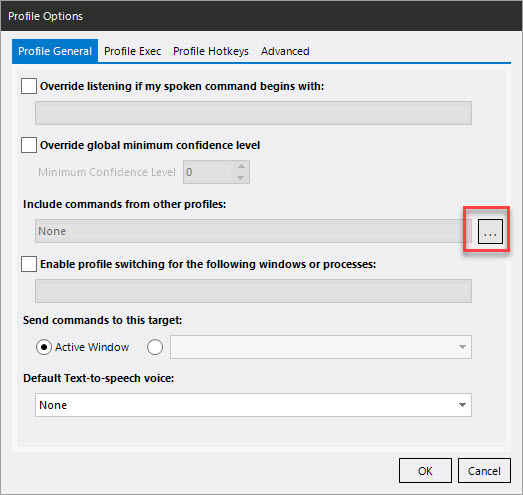 Profile Options
Profile General Profile Exec Profile Hotkeys Advanced
Override listening if my spoken command begins with:
Override global minimum confidence level
Minimum Confidence Level 0
Include commands from other profiles:
None ...
Enable profile switching for the following windows or processes:
Send commands to this target:
Active Window
Default Text-to-speech voice:
None
OK Cancel